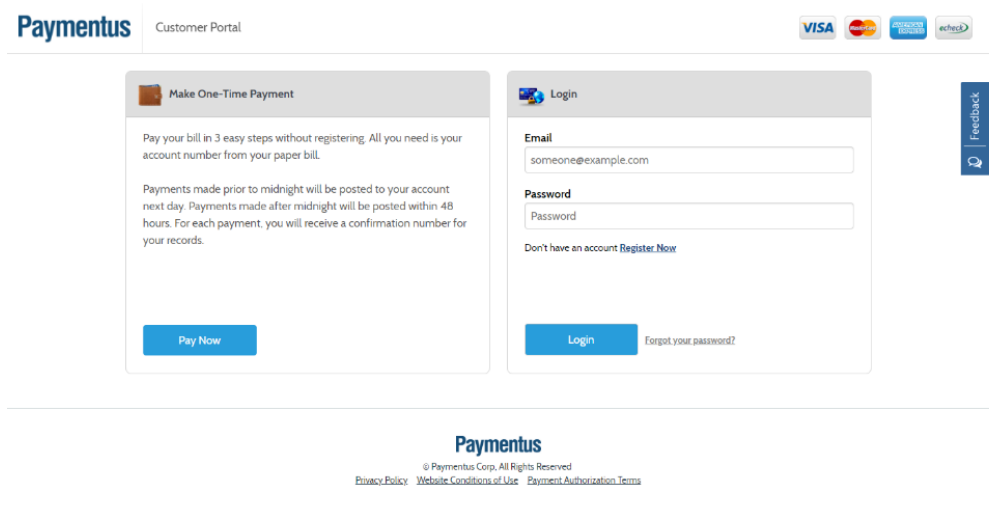 Paymentus Customer Portal VISA MasterCard AMERICAN EXPRESS echeck
Make One-Time Payment
Pay your bill in 3 easy steps without registering. All you need is your
account number from your paper bill.
Payments made prior to midnight will be posted to your account
next day. Payments made after midnight will be posted within 48
hours. For each payment, you will receive a confirmation number for
your records.
Pay Now
Login
Email
someone@example.com
Password
Password
Don't have an account Register Now
Login Forgot your password?
Feedback
Paymentus
© Paymentus Corp, All Rights Reserved
Privacy Policy Website Conditions of Use Payment Authorization Terms